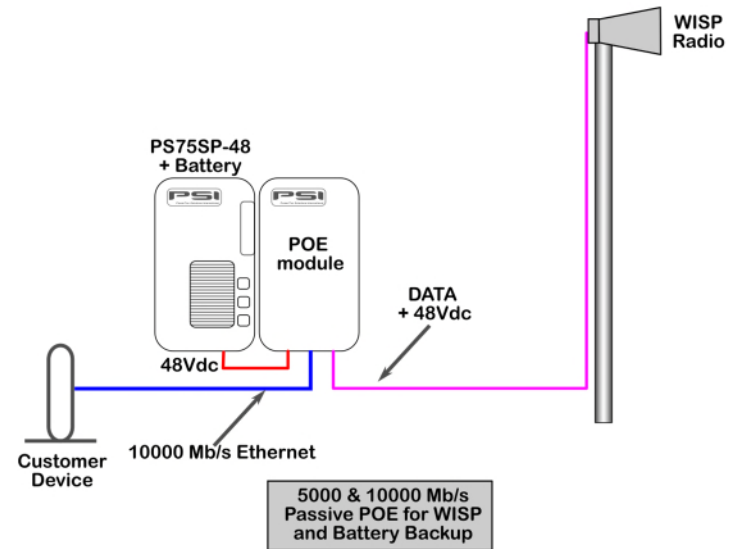 WISP
Radio
PS75SP-48
+ Battery
PSI
PSI
POE
module
DATA
+ 48Vdc
48Vdc
10000 Mb/s Ethernet
Customer
Device
5000 & 10000 Mb/s
Passive POE for WISP
and Battery Backup